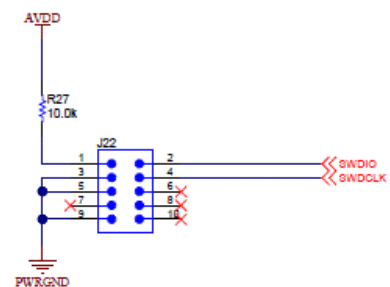 AVDD
R27
10.0k
J22
1 2
3 4
5 6
7 8
9 10
SWDIO
SWDCLK
PWRGND